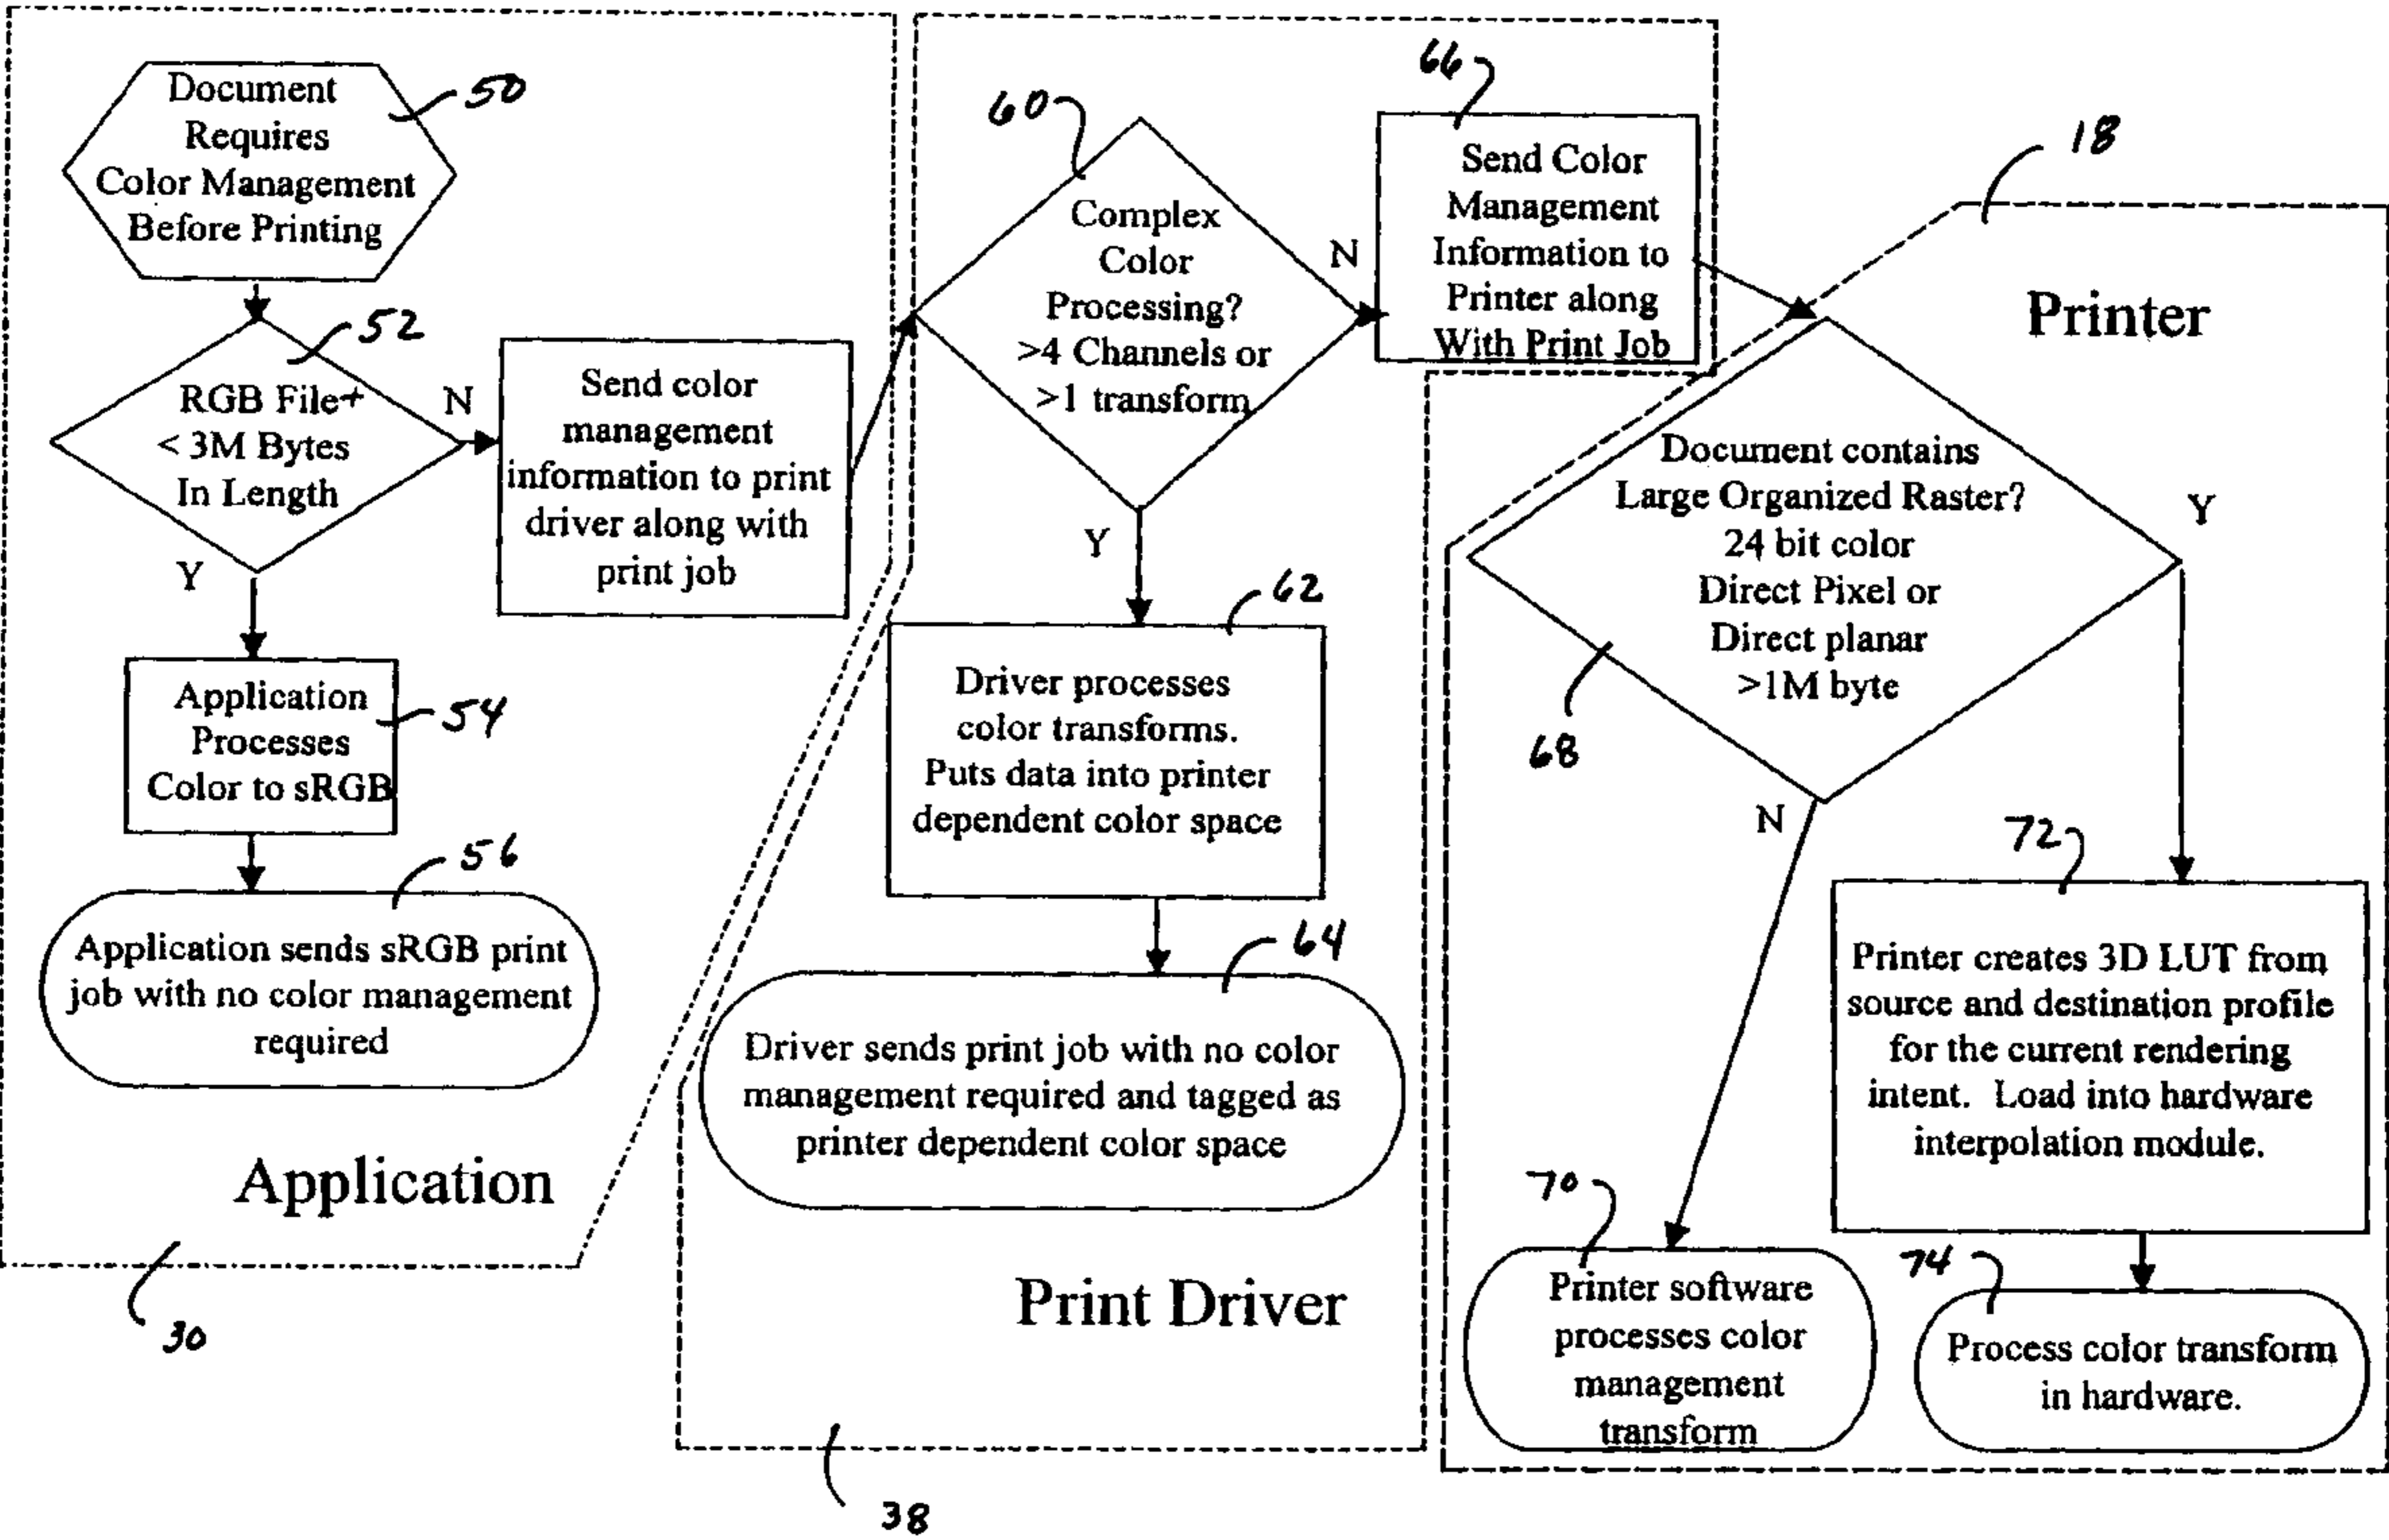 Document
Requires
Color Management
Before Printing
50
52
RGB File+
< 3M Bytes
In Length
N
Y
Send color
management
information to print
driver along with
print job
Application
Processes
Color to sRGB
54
56
Application sends sRGB print
job with no color management
required
Application
30
60
Complex
Color
Processing?
>4 Channels or
>1 transform
N
Y
66
Send Color
Management
Information to
Printer along
With Print Job
62
Driver processes
color transforms.
Puts data into printer
dependent color space
64
Driver sends print job with no color
management required and tagged as
printer dependent color space
Print Driver
38
18
Printer
Document contains
Large Organized Raster?
24 bit color
Direct Pixel or
Direct planar
>1M byte
68
Y
N
72
Printer creates 3D LUT from
source and destination profile
for the current rendering
intent. Load into hardware
interpolation module.
70
Printer software
processes color
management
transform
74
Process color transform
in hardware.